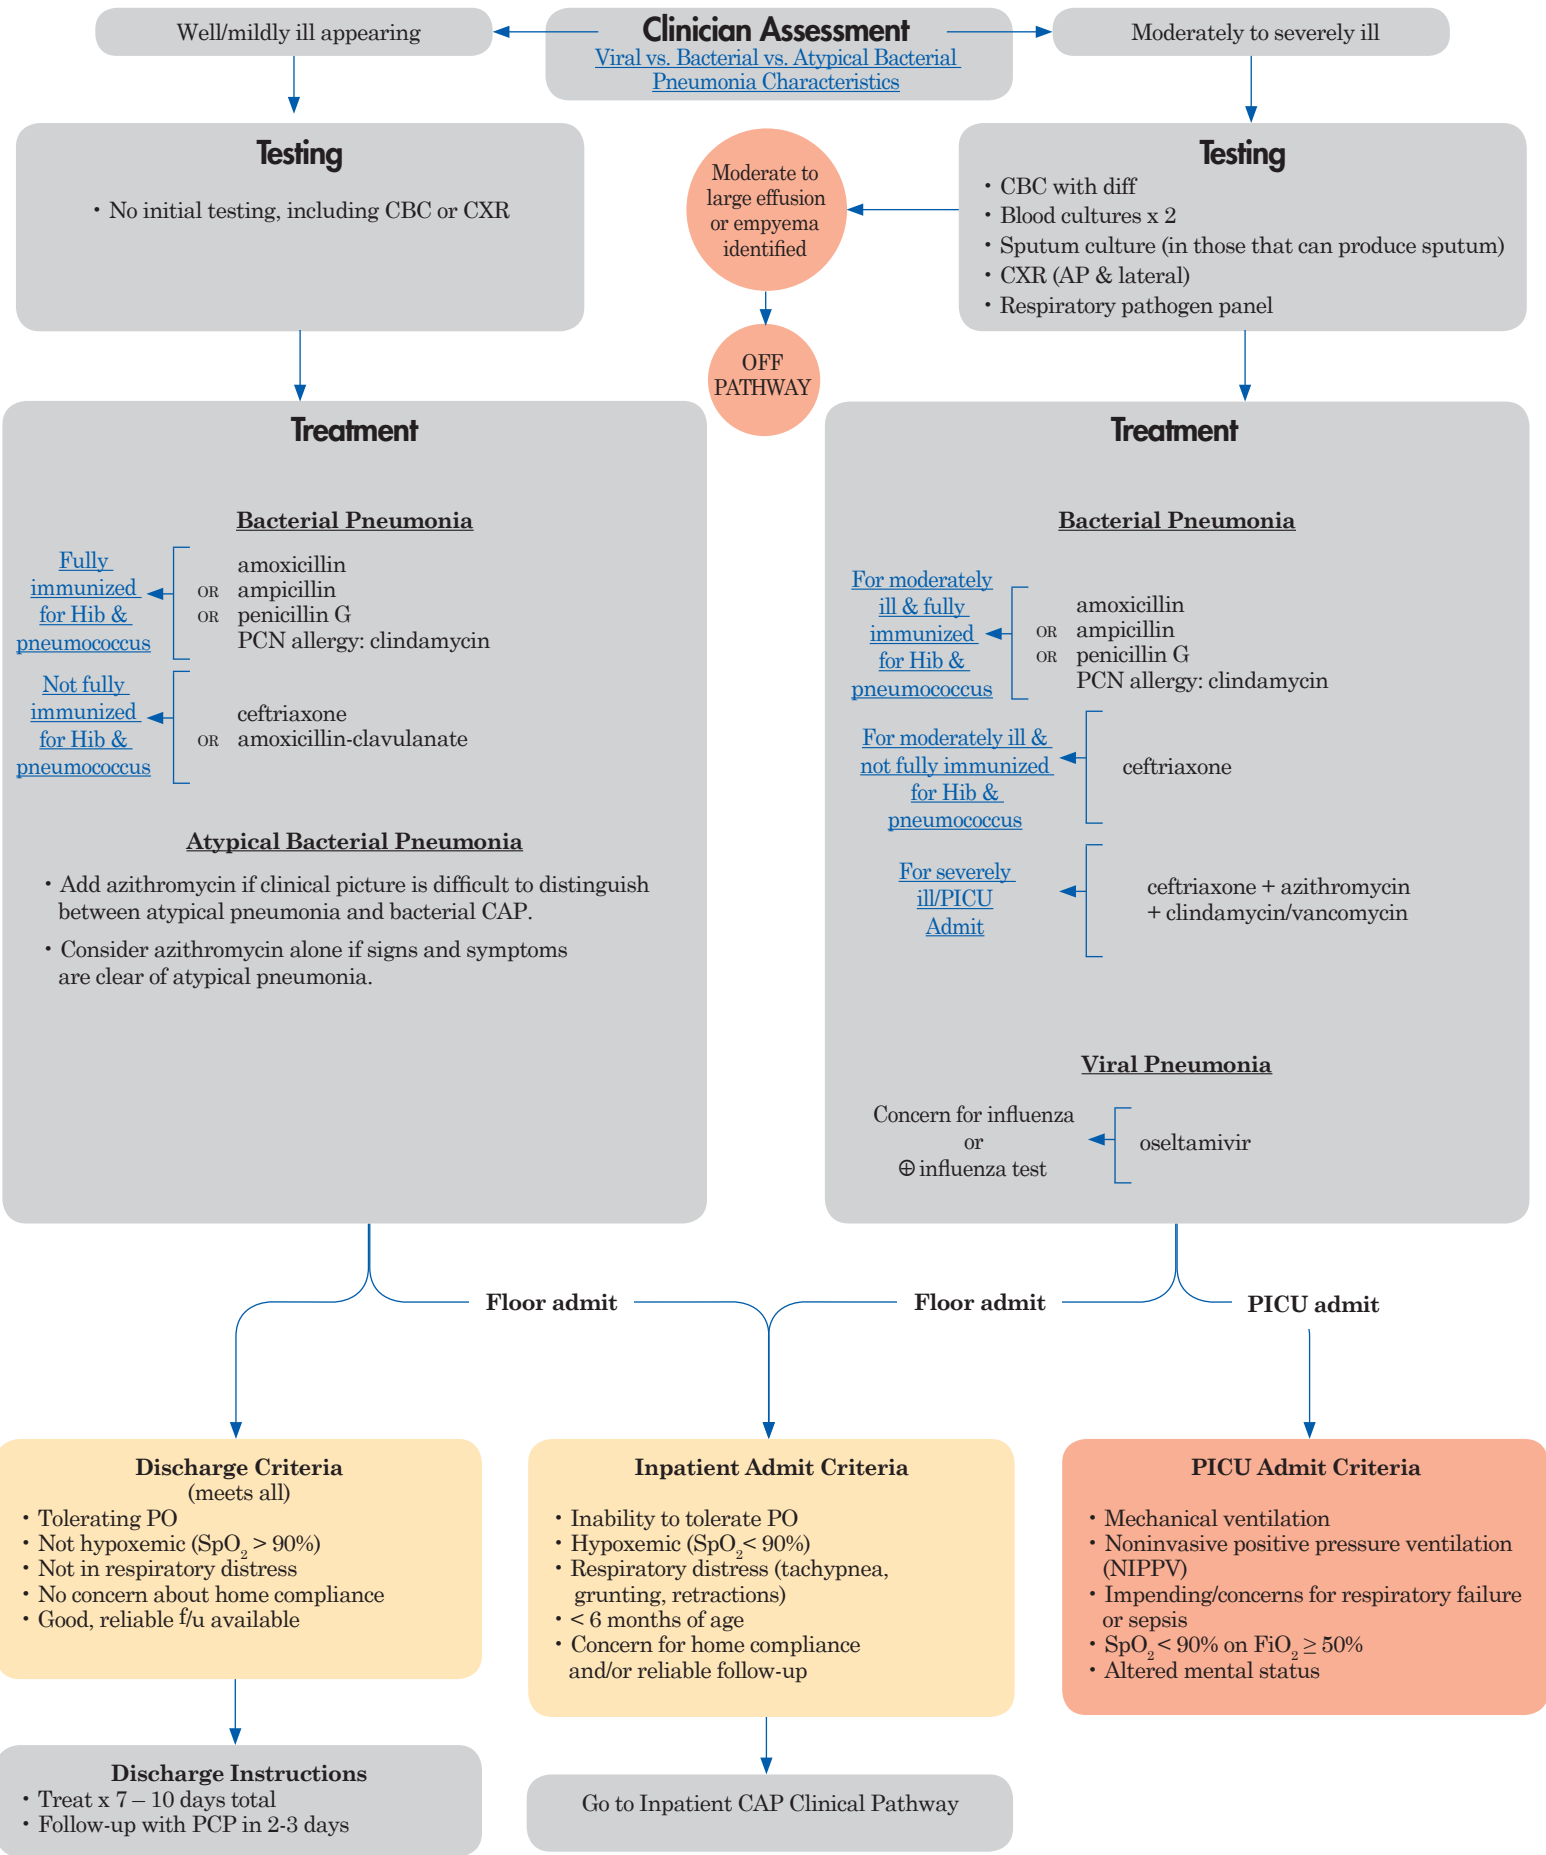 Clinician Assessment
Viral vs. Bacterial vs. Atypical Bacterial
Pneumonia Characteristics
Well/mildly ill appearing
Moderately to severely ill
Testing
• No initial testing, including CBC or CXR
Moderate to
large effusion
or empyema
identified
OFF
PATHWAY
Testing
• CBC with diff
• Blood cultures x 2
• Sputum culture (in those that can produce sputum)
• CXR (AP & lateral)
• Respiratory pathogen panel
Treatment
Bacterial Pneumonia
Fully
immunized
for Hib &
pneumococcus
amoxicillin
OR ampicillin
OR penicillin G
PCN allergy: clindamycin
Not fully
immunized
for Hib &
pneumococcus
ceftriaxone
OR amoxicillin-clavulanate
Atypical Bacterial Pneumonia
• Add azithromycin if clinical picture is difficult to distinguish
between atypical pneumonia and bacterial CAP.
• Consider azithromycin alone if signs and symptoms
are clear of atypical pneumonia.
Treatment
Bacterial Pneumonia
For moderately
ill & fully
immunized
for Hib &
pneumococcus
amoxicillin
OR ampicillin
OR penicillin G
PCN allergy: clindamycin
For moderately ill &
not fully immunized
for Hib &
pneumococcus
ceftriaxone
For severely
ill/PICU
Admit
ceftriaxone + azithromycin
+ clindamycin/vancomycin
Viral Pneumonia
Concern for influenza
or
⊕ influenza test
oseltamivir
Floor admit
Floor admit
PICU admit
Discharge Criteria
(meets all)
• Tolerating PO
• Not hypoxemic (SpO₂ > 90%)
• Not in respiratory distress
• No concern about home compliance
• Good, reliable f/u available
Inpatient Admit Criteria
• Inability to tolerate PO
• Hypoxemic (SpO₂ < 90%)
• Respiratory distress (tachypnea,
grunting, retractions)
• < 6 months of age
• Concern for home compliance
and/or reliable follow-up
PICU Admit Criteria
• Mechanical ventilation
• Noninvasive positive pressure ventilation
(NIPPV)
• Impending/concerns for respiratory failure
or sepsis
• SpO₂ < 90% on FiO₂ ≥ 50%
• Altered mental status
Discharge Instructions
• Treat x 7 – 10 days total
• Follow-up with PCP in 2-3 days
Go to Inpatient CAP Clinical Pathway